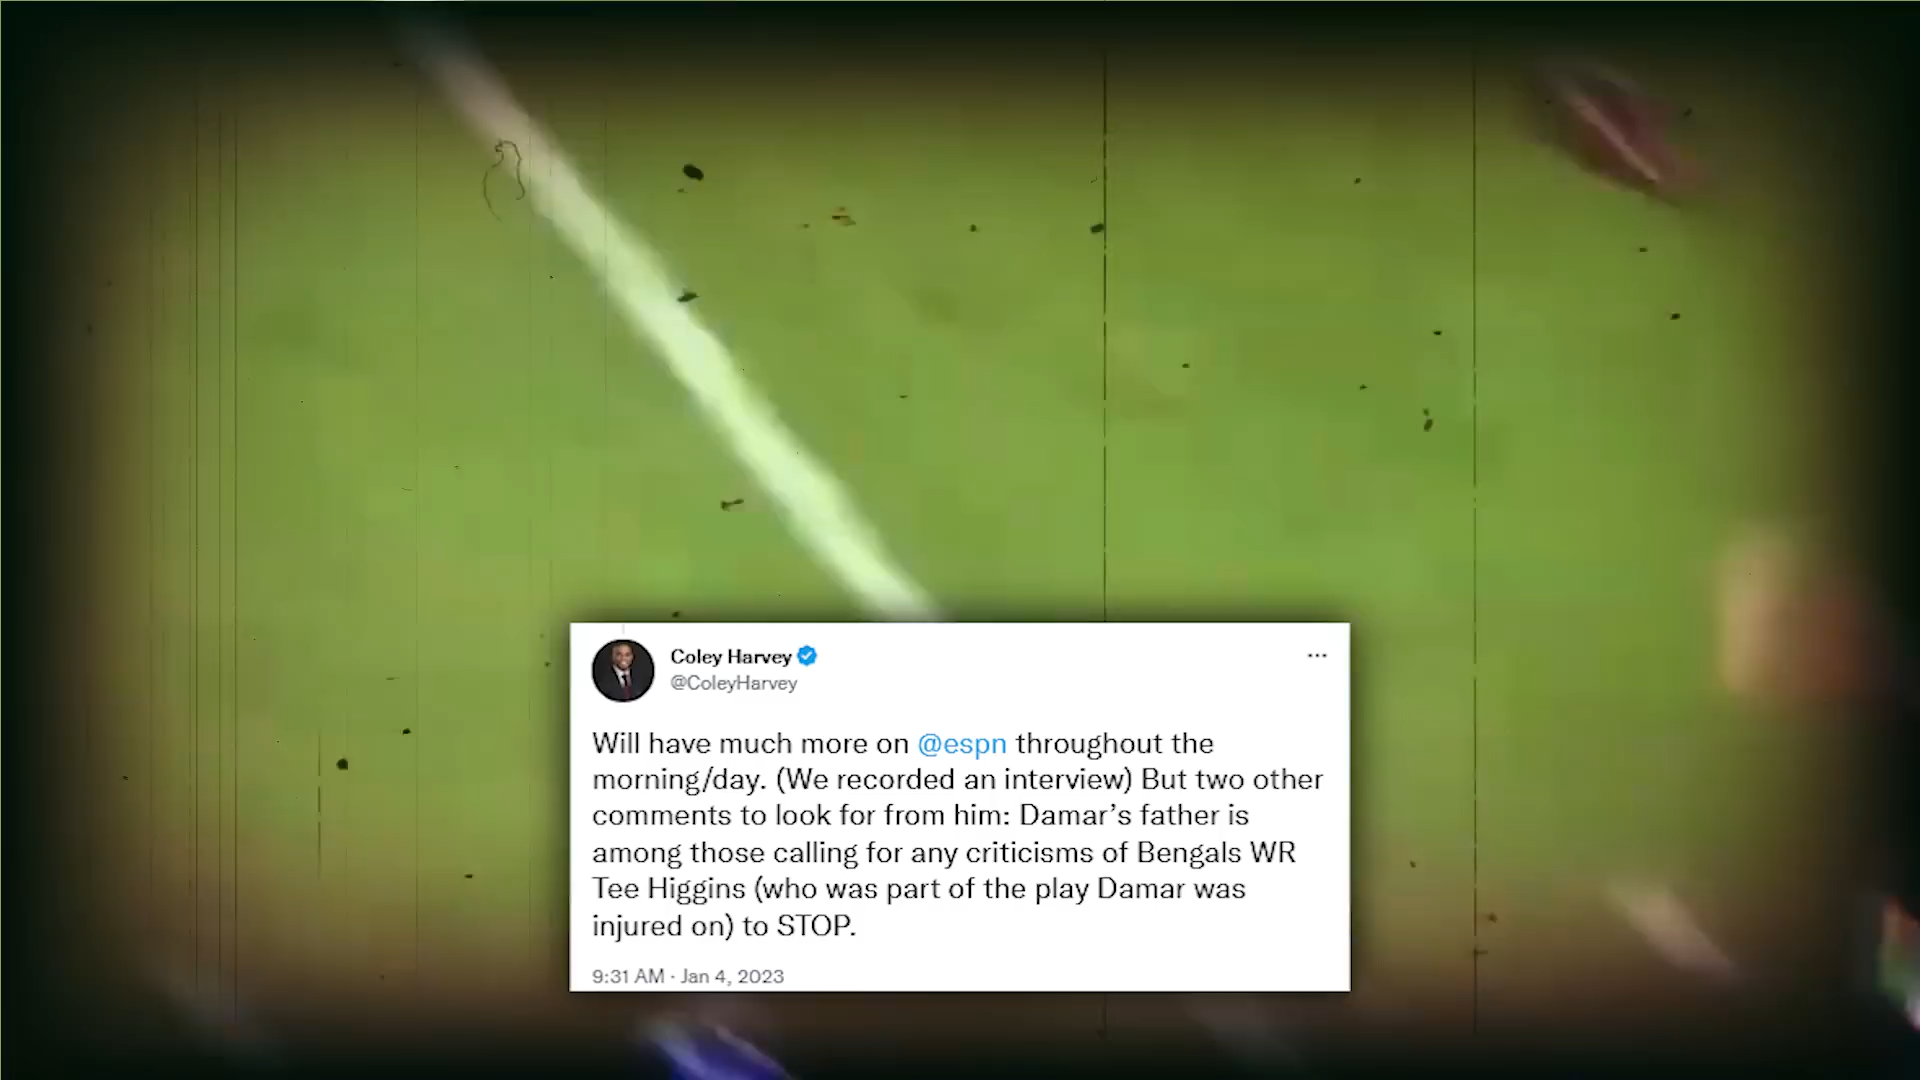 Coley Harvey
@ColeyHarvey
Will have much more on @espn throughout the
morning/day. (We recorded an interview) But two other
comments to look for from him: Damar’s father is
among those calling for any criticisms of Bengals WR
Tee Higgins (who was part of the play Damar was
injured on) to STOP.
9:31 AM · Jan 4, 2023